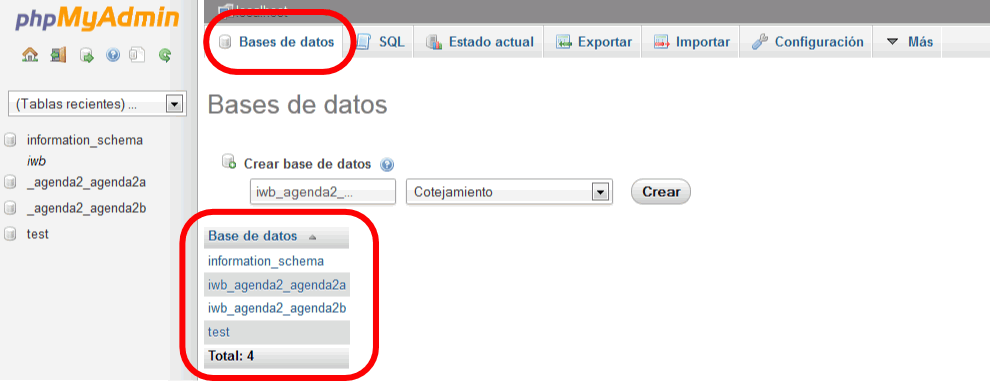 phpMyAdmin
(Tablas recientes) ...
information_schema
iwb
_agenda2_agenda2a
_agenda2_agenda2b
test
localhost
Bases de datos
SQL
Estado actual
Exportar
Importar
Configuración
Más
Bases de datos
Crear base de datos
iwb_agenda2_...
Cotejamiento
Crear
Base de datos
information_schema
iwb_agenda2_agenda2a
iwb_agenda2_agenda2b
test
Total: 4